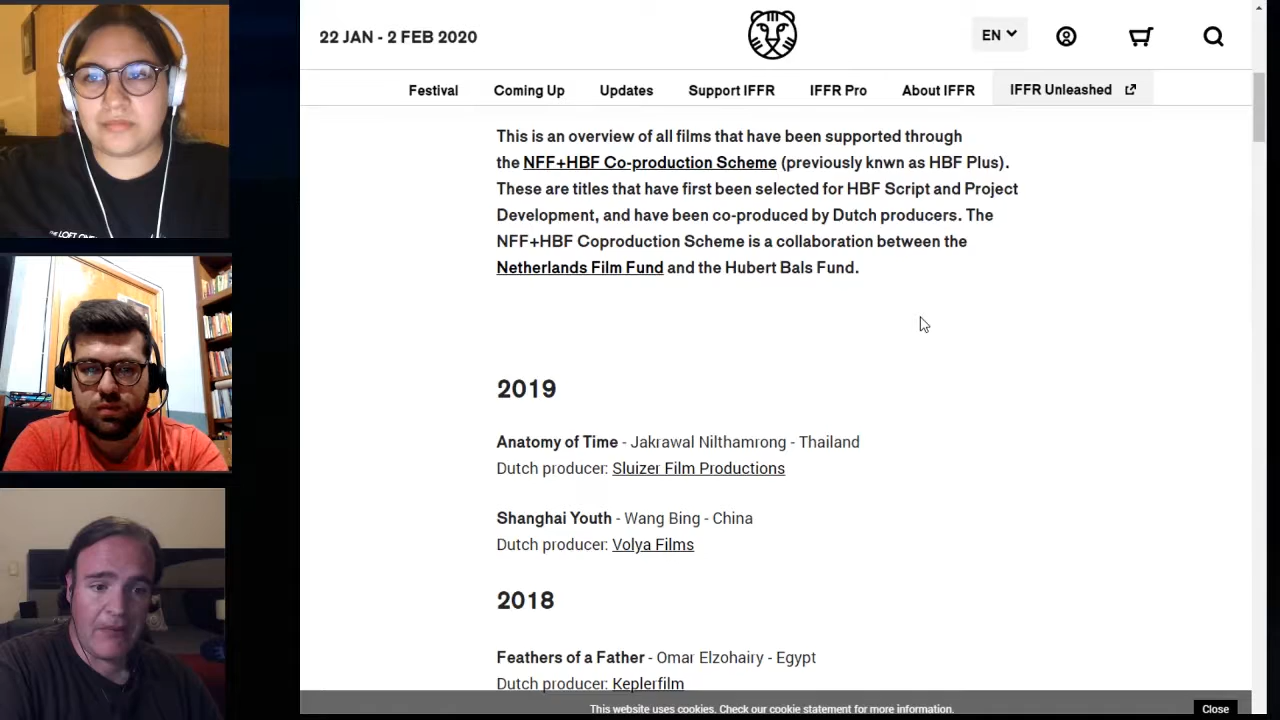 22 JAN - 2 FEB 2020
EN
Festival
Coming Up
Updates
Support IFFR
IFFR Pro
About IFFR
IFFR Unleashed
This is an overview of all films that have been supported through
the NFF+HBF Co-production Scheme (previously knwn as HBF Plus).
These are titles that have first been selected for HBF Script and Project
Development, and have been co-produced by Dutch producers. The
NFF+HBF Coproduction Scheme is a collaboration between the
Netherlands Film Fund and the Hubert Bals Fund.
2019
Anatomy of Time - Jakrawal Nilthamrong - Thailand
Dutch producer: Sluizer Film Productions
Shanghai Youth - Wang Bing - China
Dutch producer: Volya Films
2018
Feathers of a Father - Omar Elzohairy - Egypt
Dutch producer: Keplerfilm
This website uses cookies. Check our cookie statement for more information.
Close